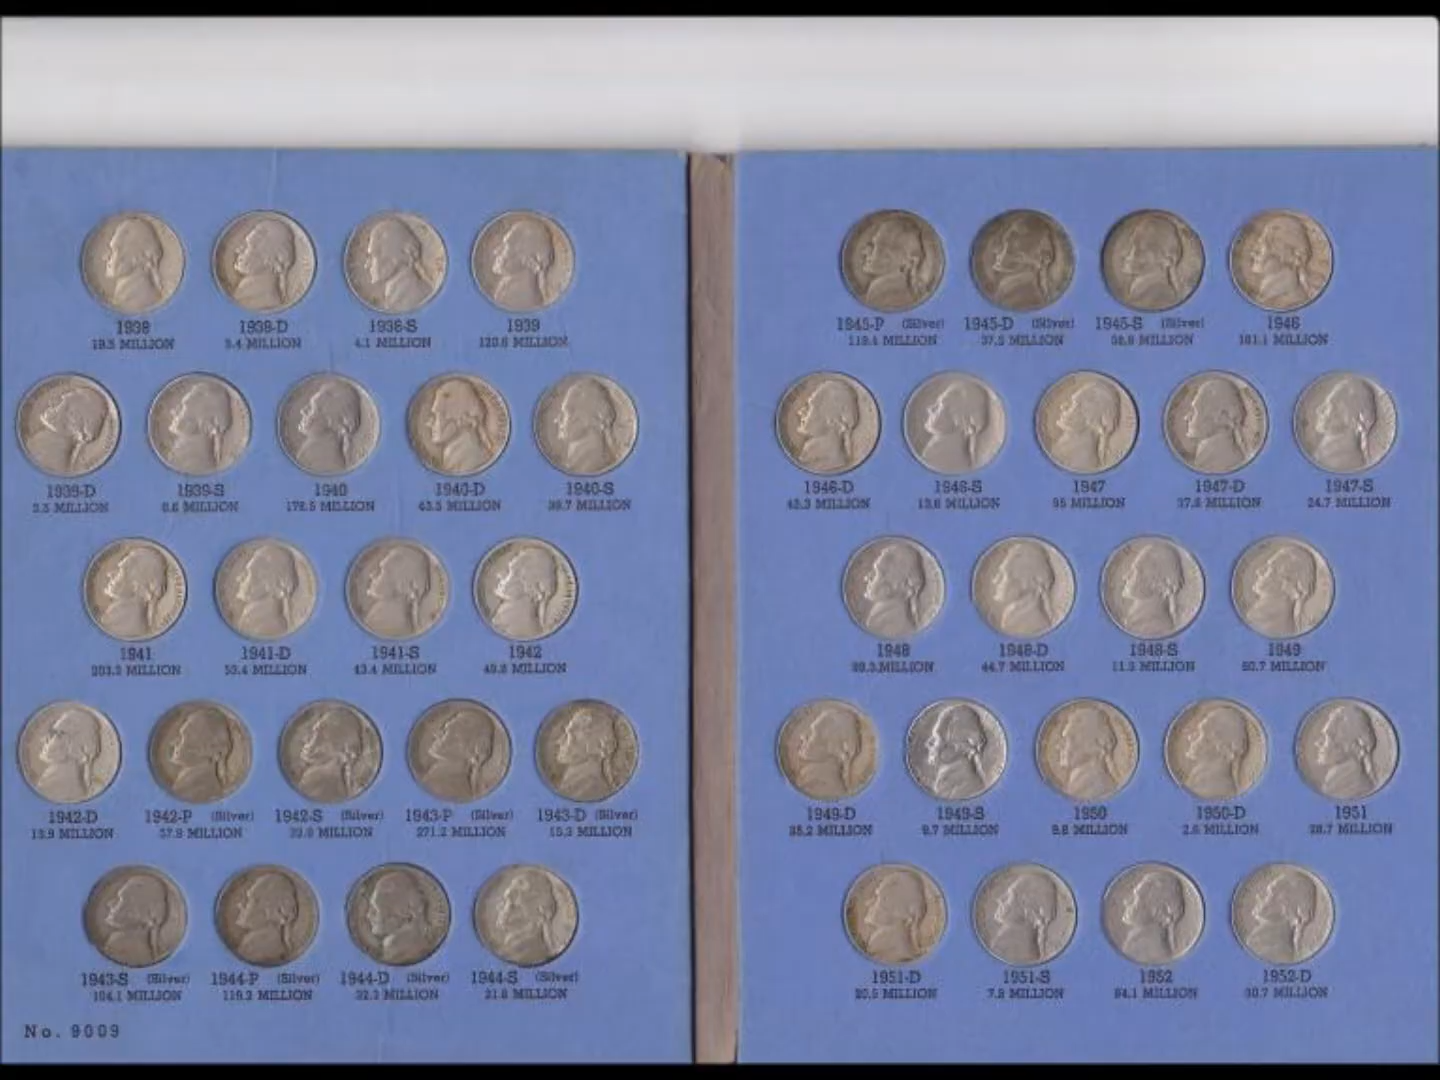 1938 1938-D 1938-S 1939
19.5 MILLION 5.4 MILLION 4.1 MILLION 120.6 MILLION
1939-D 1939-S 1940 1940-D 1940-S
3.5 MILLION 6.6 MILLION 176.5 MILLION 43.5 MILLION 39.7 MILLION
1941 1941-D 1941-S 1942
203.2 MILLION 53.4 MILLION 43.4 MILLION 49.8 MILLION
1942-D 1942-P (Silver) 1942-S (Silver) 1943-P (Silver) 1943-D (Silver)
13.9 MILLION 57.9 MILLION 32.9 MILLION 271.2 MILLION 15.3 MILLION
1943-S (Silver) 1944-P (Silver) 1944-D (Silver) 1944-S (Silver)
104.1 MILLION 119.2 MILLION 32.3 MILLION 21.6 MILLION
No. 9009
1945-P (Silver) 1945-D (Silver) 1945-S (Silver) 1946
119.4 MILLION 37.2 MILLION 58.9 MILLION 161.1 MILLION
1946-D 1946-S 1947 1947-D 1947-S
45.3 MILLION 13.6 MILLION 95 MILLION 37.8 MILLION 24.7 MILLION
1948 1948-D 1948-S 1949
89.3 MILLION 44.7 MILLION 11.3 MILLION 60.7 MILLION
1949-D 1949-S 1950 1950-D 1951
35.2 MILLION 9.7 MILLION 9.8 MILLION 2.6 MILLION 28.7 MILLION
1951-D 1951-S 1952 1952-D
20.5 MILLION 7.8 MILLION 64.1 MILLION 30.7 MILLION